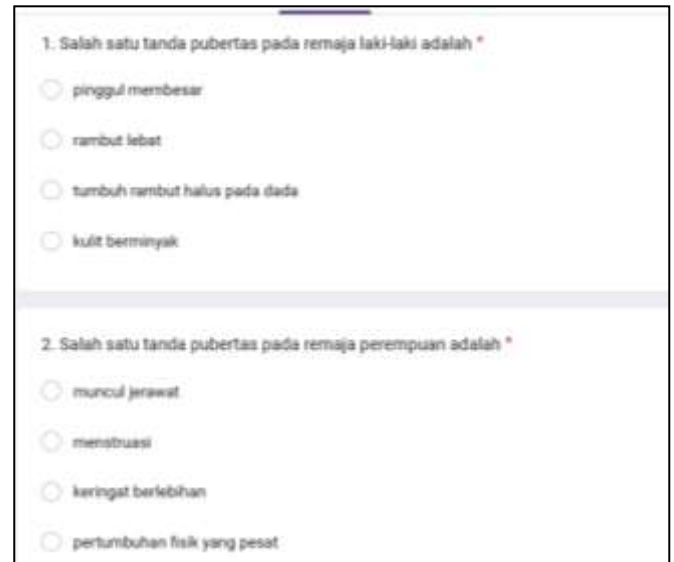 1. Salah satu tanda pubertas pada remaja laki-laki adalah *
pinggul membesar
rambut lebat
tumbuh rambut halus pada dada
kulit berminyak
2. Salah satu tanda pubertas pada remaja perempuan adalah *
muncul jerawat
menstruasi
keringat berlebihan
pertumbuhan fisik yang pesat